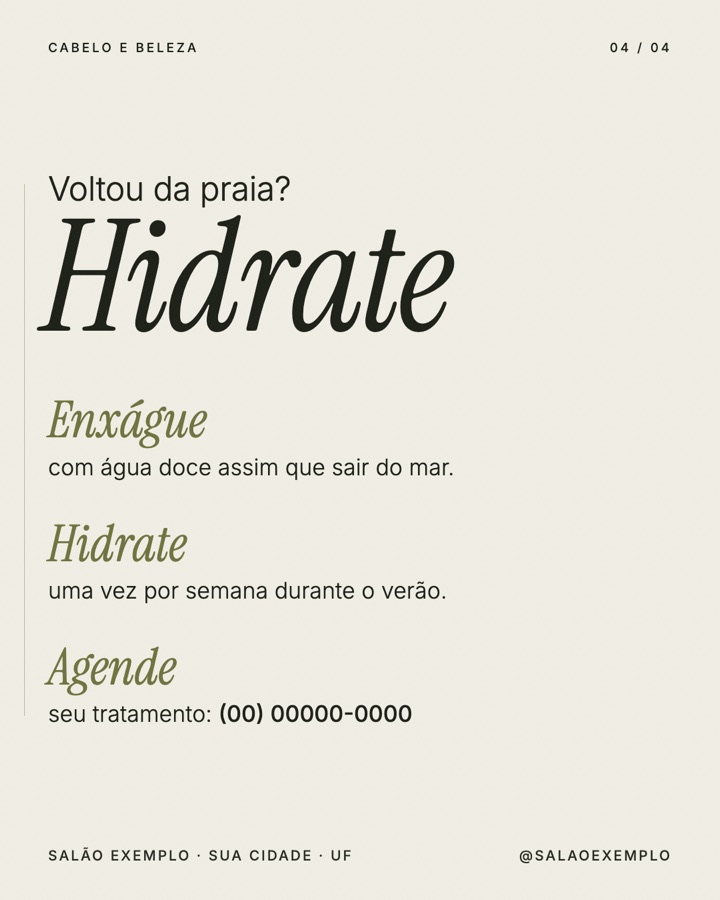 CABELO E BELEZA
04 / 04
Voltou da praia?
Hidrate
Enxágue
com água doce assim que sair do mar.
Hidrate
uma vez por semana durante o verão.
Agende
seu tratamento: (00) 00000-0000
SALÃO EXEMPLO · SUA CIDADE · UF
@SALAOEXEMPLO